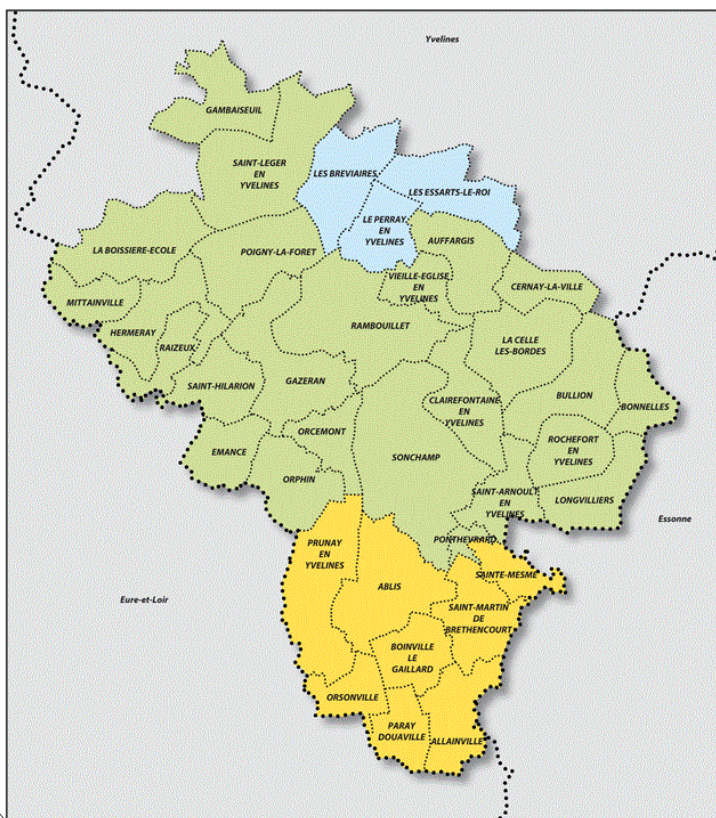 Yvelines
GAMBAISEUIL
SAINT-LEGER
EN
YVELINES
LES BREVIAIRES
LES ESSARTS-LE-ROI
LE PERRAY
EN
YVELINES
AUFFARGIS
LA BOISSIERE-ECOLE
POIGNY-LA-FORET
VIEILLE-EGLISE
EN
YVELINES
CERNAY-LA-VILLE
MITTAINVILLE
HERMERAY
RAIZEUX
RAMBOUILLET
LA CELLE
LES-BORDES
SAINT-HILARION
GAZERAN
CLAIREFONTAINE
EN
YVELINES
BULLION
BONNELLES
ORCEMONT
EMANCE
SONCHAMP
ROCHEFORT
EN
YVELINES
ORPHIN
SAINT-ARNOULT
EN
YVELINES
LONGVILLIERS
Essonne
PRUNAY
EN
YVELINES
PONTHEVRARD
SAINTE-MESME
ABLIS
Eure-et-Loir
SAINT-MARTIN
DE
BRETHENCOURT
BOINVILLE
LE
GAILLARD
ORSONVILLE
PARAY
DOUAVILLE
ALLAINVILLE